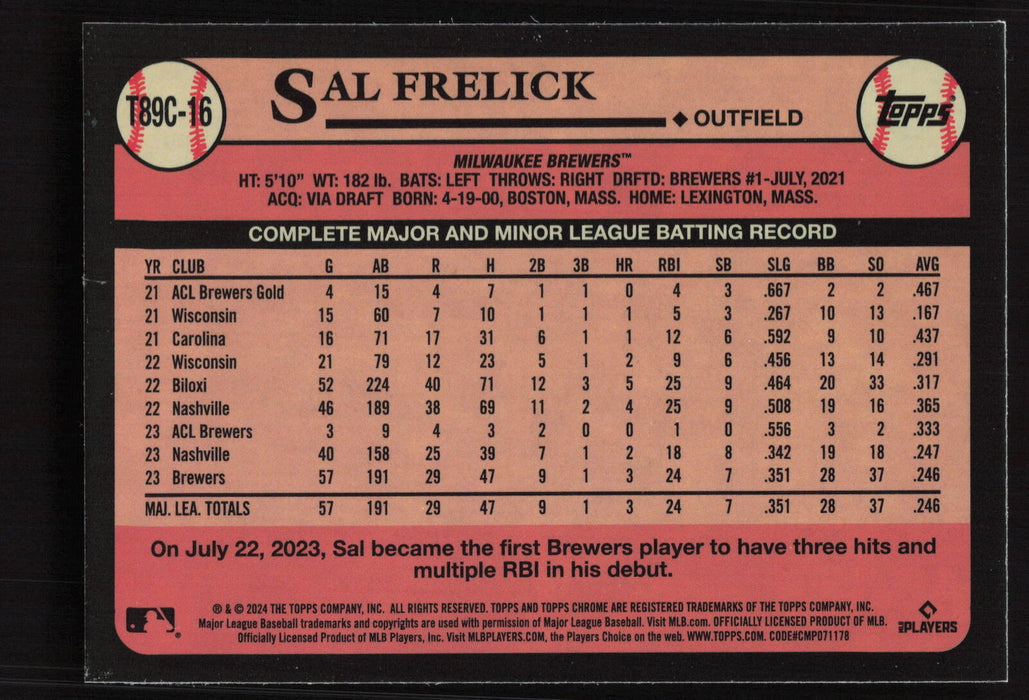 T89C-16
SAL FRELICK
◆ OUTFIELD
Topps
MILWAUKEE BREWERS™
HT: 5'10" WT: 182 lb. BATS: LEFT THROWS: RIGHT DRFTD: BREWERS #1-JULY, 2021
ACQ: VIA DRAFT BORN: 4-19-00, BOSTON, MASS. HOME: LEXINGTON, MASS.
COMPLETE MAJOR AND MINOR LEAGUE BATTING RECORD
YR CLUB G AB R H 2B 3B HR RBI SB SLG BB SO AVG
21 ACL Brewers Gold 4 15 4 7 1 1 0 4 3 .667 2 2 .467
21 Wisconsin 15 60 7 10 1 1 1 5 3 .267 10 13 .167
21 Carolina 16 71 17 31 6 1 1 12 6 .592 9 10 .437
22 Wisconsin 21 79 12 23 5 1 2 9 6 .456 13 14 .291
22 Biloxi 52 224 40 71 12 3 5 25 9 .464 20 33 .317
22 Nashville 46 189 38 69 11 2 4 25 9 .508 19 16 .365
23 ACL Brewers 3 9 4 3 2 0 0 1 0 .556 3 2 .333
23 Nashville 40 158 25 39 7 1 2 18 8 .342 19 18 .247
23 Brewers 57 191 29 47 9 1 3 24 7 .351 28 37 .246
MAJ. LEA. TOTALS 57 191 29 47 9 1 3 24 7 .351 28 37 .246
On July 22, 2023, Sal became the first Brewers player to have three hits and
multiple RBI in his debut.
® & © 2024 THE TOPPS COMPANY, INC. ALL RIGHTS RESERVED. TOPPS AND TOPPS CHROME ARE REGISTERED TRADEMARKS OF THE TOPPS COMPANY, INC.
Major League Baseball trademarks and copyrights are used with permission of Major League Baseball. Visit MLB.com. OFFICIALLY LICENSED PRODUCT OF MLB.
Officially Licensed Product of MLB Players, Inc. Visit MLBPLAYERS.COM, the Players Choice on the web. WWW.TOPPS.COM. CODE#CMP071178
MLB PLAYERS